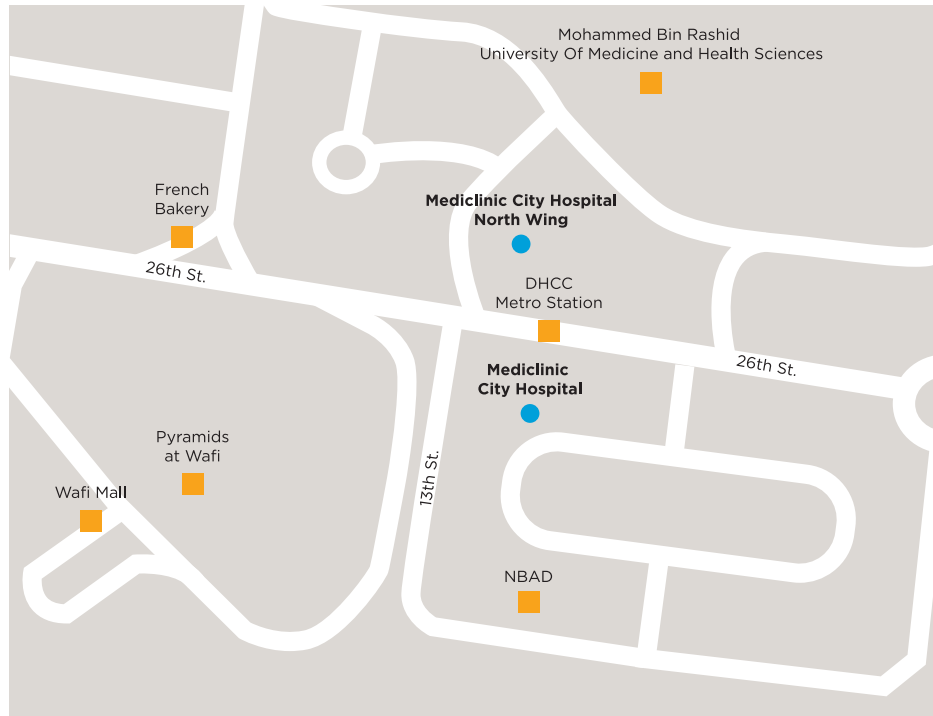 Mohammed Bin Rashid
University Of Medicine and Health Sciences
French
Bakery
Mediclinic City Hospital
North Wing
26th St.
DHCC
Metro Station
26th St.
Mediclinic
City Hospital
Pyramids
at Wafi
13th St.
Wafi Mall
NBAD